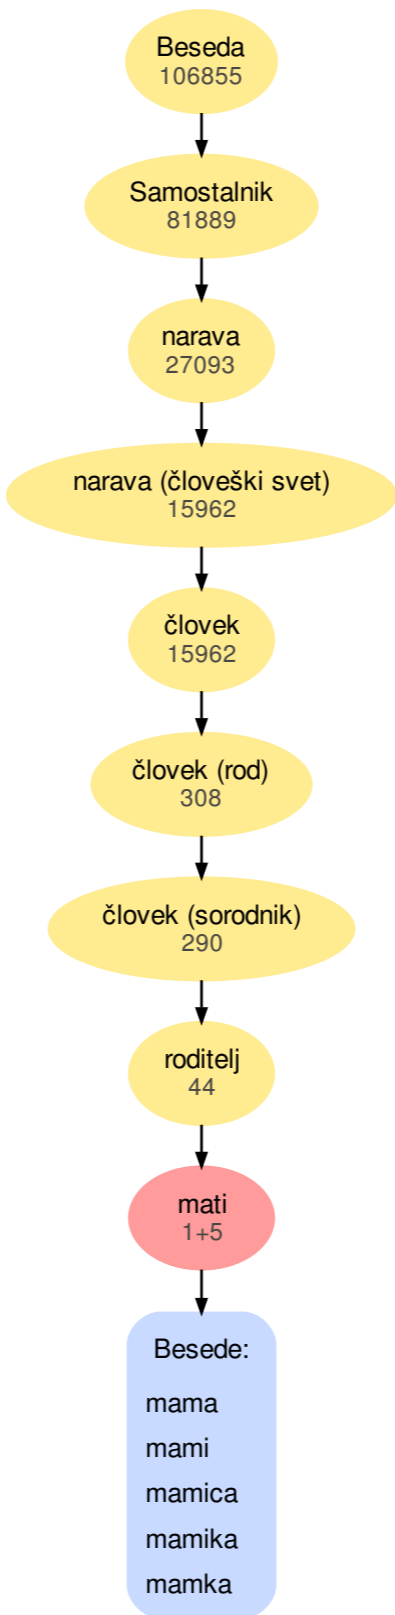 Beseda
106855
Samostalnik
81889
narava
27093
narava (človeški svet)
15962
človek
15962
človek (rod)
308
človek (sorodnik)
290
roditelj
44
mati
1+5
Besede:
mama
mami
mamica
mamika
mamka